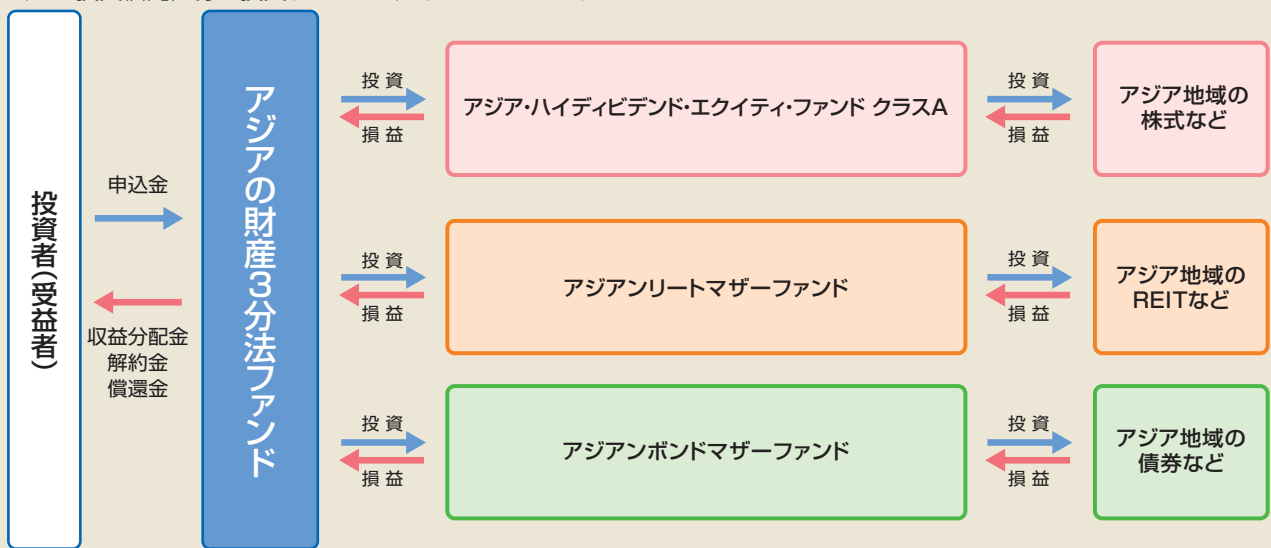 投資者(受益者)
申込金
収益分配金
解約金
償還金
アジアの財産3分法ファンド
投資
損益
アジア・ハイディビデンド・エクイティ・ファンド クラスA
投資
損益
アジア地域の
株式など
投資
損益
アジアンリートマザーファンド
投資
損益
アジア地域の
REITなど
投資
損益
アジアンボンドマザーファンド
投資
損益
アジア地域の
債券など